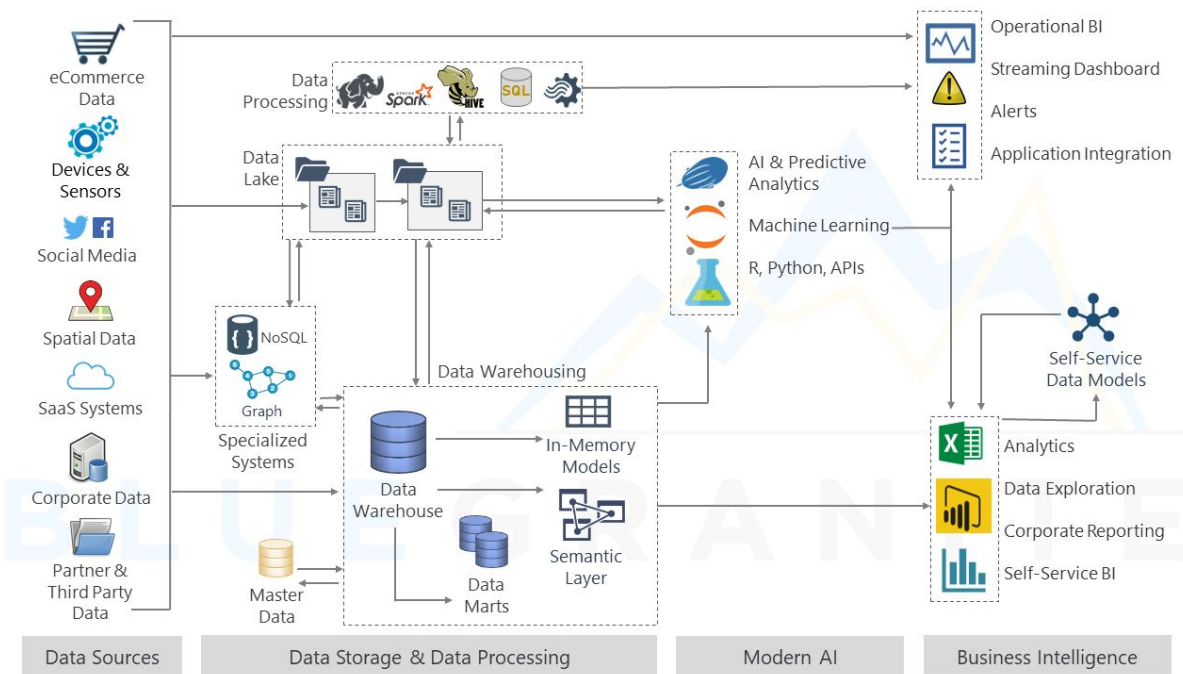 eCommerce
Data
Devices &
Sensors
Social Media
Spatial Data
SaaS Systems
Corporate Data
Partner &
Third Party
Data
Data
Processing
APACHE
Spark
HIVE
SQL
Data
Lake
NoSQL
Graph
Specialized
Systems
Master
Data
Data Warehousing
Data
Warehouse
In-Memory
Models
Semantic
Layer
Data
Marts
AI & Predictive
Analytics
Machine Learning
R, Python, APIs
Operational BI
Streaming Dashboard
Alerts
Application Integration
Self-Service
Data Models
Analytics
Data Exploration
Corporate Reporting
Self-Service BI
BLUEGRANITE
Data Sources
Data Storage & Data Processing
Modern AI
Business Intelligence